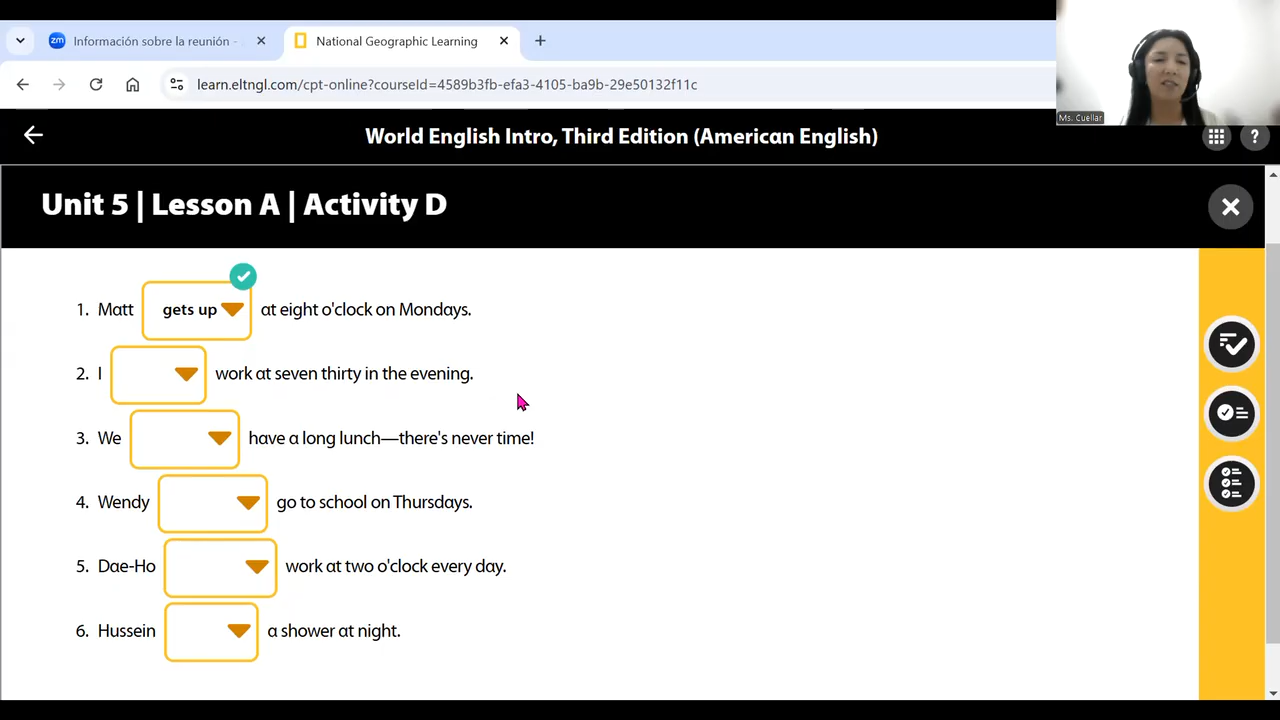 zm Información sobre la reunión -
National Geographic Learning
learn.eltngl.com/cpt-online?courseId=4589b3fb-efa3-4105-ba9b-29e50132f11c
Ms. Cuellar
World English Intro, Third Edition (American English)
?
Unit 5 | Lesson A | Activity D
1. Matt gets up at eight o'clock on Mondays.
2. I work at seven thirty in the evening.
3. We have a long lunch—there's never time!
4. Wendy go to school on Thursdays.
5. Dae-Ho work at two o'clock every day.
6. Hussein a shower at night.